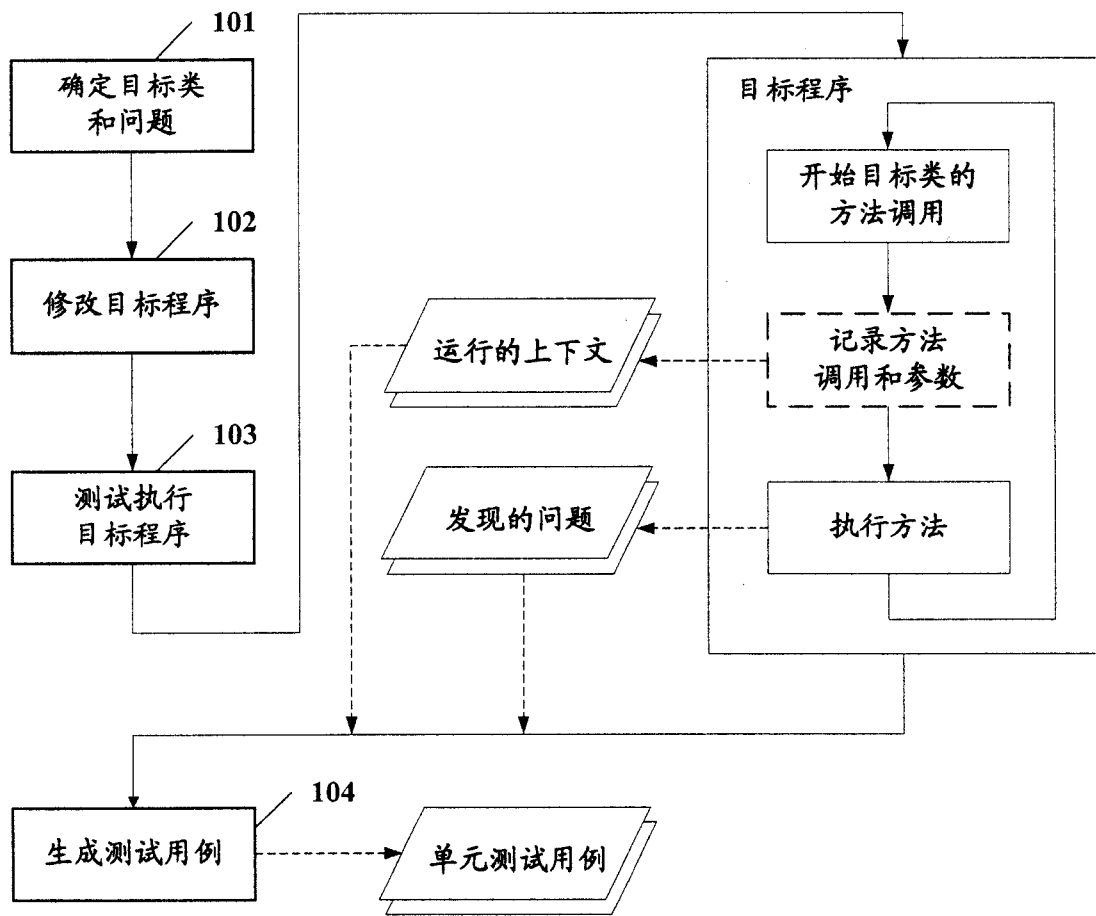 101
确定目标类
和问题
102
修改目标程序
103
测试执行
目标程序
目标程序
开始目标类的
方法调用
记录方法
调用和参数
执行方法
运行的上下文
发现的问题
104
生成测试用例
单元测试用例